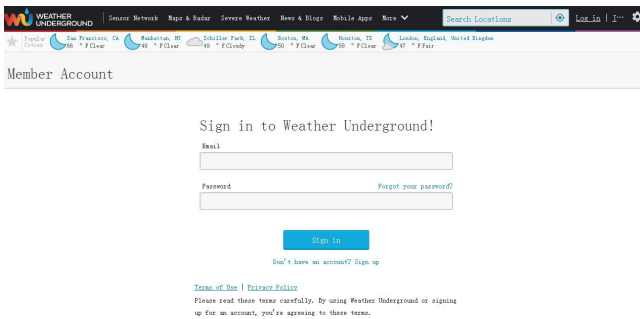 WEATHER
UNDERGROUND
Sensor Network Maps & Radar Severe Weather News & Blogs Mobile Apps More
Search Locations
Log in
Popular
Cities
San Fransisco, CA
66 °F Clear
Manhattan, NY
49 °F Clear
Schiller Park, IL
49 °F Cloudy
Boston, MA
50 °F Clear
Houston, TX
58 °F Clear
London, England, United Kingdom
47 °F Fair
Member Account
Sign in to Weather Underground!
Email
Password Forgot your password?
Sign in
Don't have an account? Sign up
Terms of Use | Privacy Policy
Please read these terms carefully. By using Weather Underground or signing
up for an account, you're agreeing to these terms.